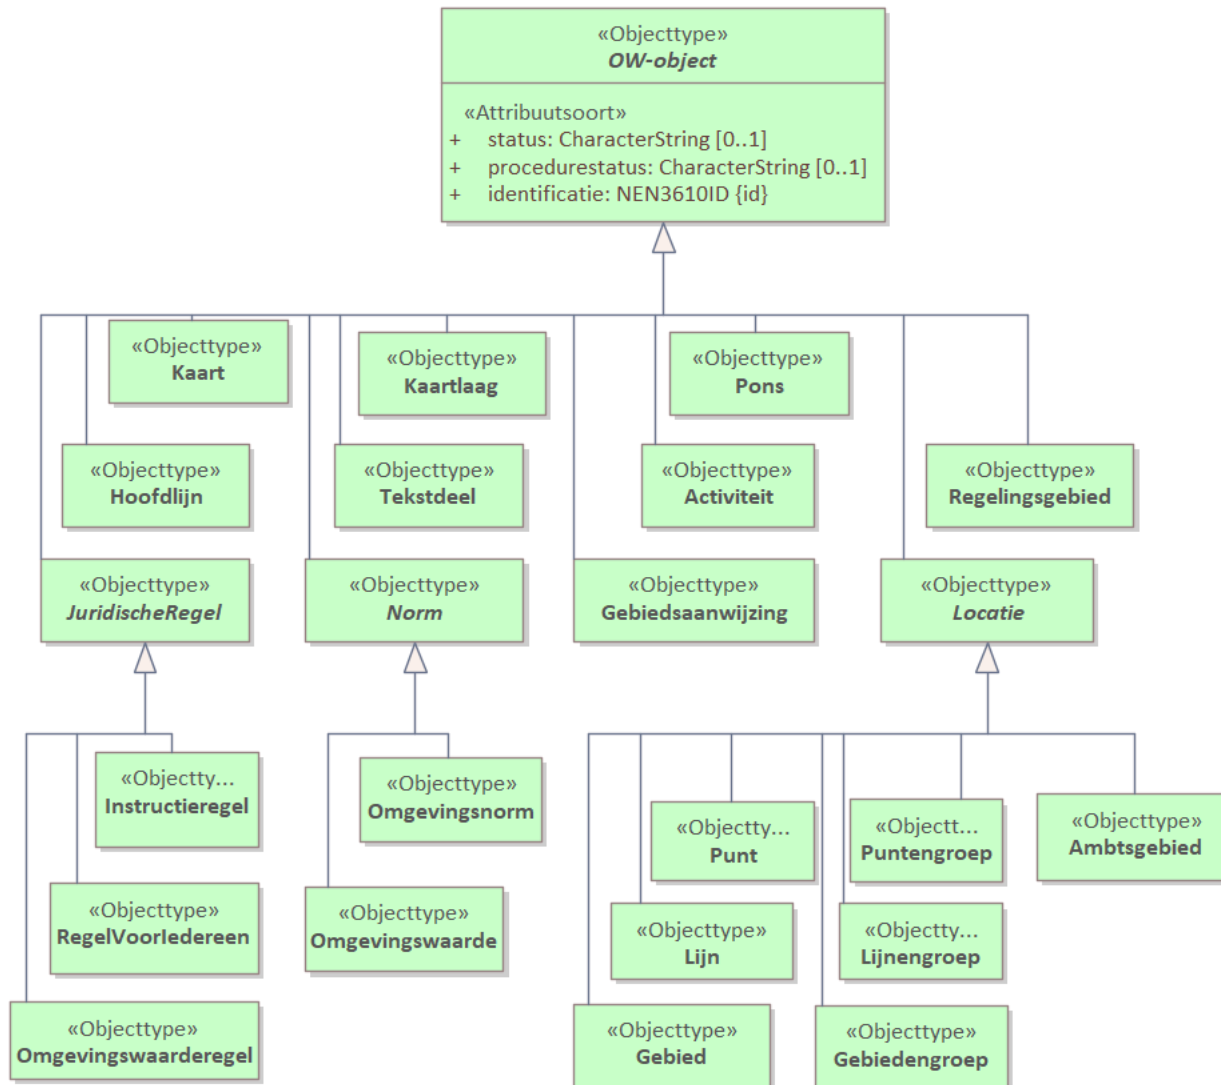 «Objecttype»
OW-object
«Attribuutsoort»
+ status: CharacterString [0..1]
+ procedurestatus: CharacterString [0..1]
+ identificatie: NEN3610ID {id}
«Objecttype»
Kaart
«Objecttype»
Kaartlaag
«Objecttype»
Pons
«Objecttype»
Hoofdlijn
«Objecttype»
Tekstdeel
«Objecttype»
Activiteit
«Objecttype»
Regelingsgebied
«Objecttype»
JuridischeRegel
«Objecttype»
Norm
«Objecttype»
Gebiedsaanwijzing
«Objecttype»
Locatie
«Objectty...
Instructieregel
«Objecttype»
Omgevingsnorm
«Objectty...
Punt
«Objectt...
Puntengroep
«Objecttype»
Ambtsgebied
«Objecttype»
RegelVoorIedereen
«Objecttype»
Omgevingswaarde
«Objecttype»
Lijn
«Objectty...
Lijnengroep
«Objecttype»
Omgevingswaarderegel
«Objecttype»
Gebied
«Objecttype»
Gebiedengroep